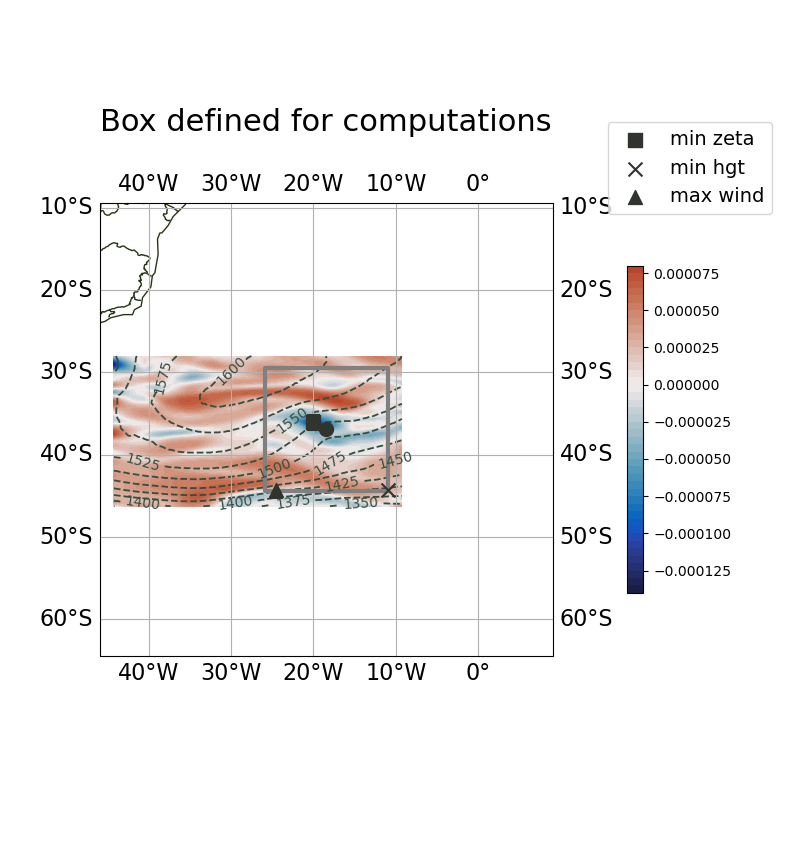 Box defined for computations
min zeta
min hgt
max wind
40°W 30°W 20°W 10°W 0°
10°S 10°S
20°S 20°S
30°S 30°S
40°S 40°S
50°S 50°S
60°S 60°S
40°W 30°W 20°W 10°W 0°
1575
1600
1550
1525
1500
1475
1450
1425
1400
1400
1375
1350
0.000075
0.000050
0.000025
0.000000
−0.000025
−0.000050
−0.000075
−0.000100
−0.000125